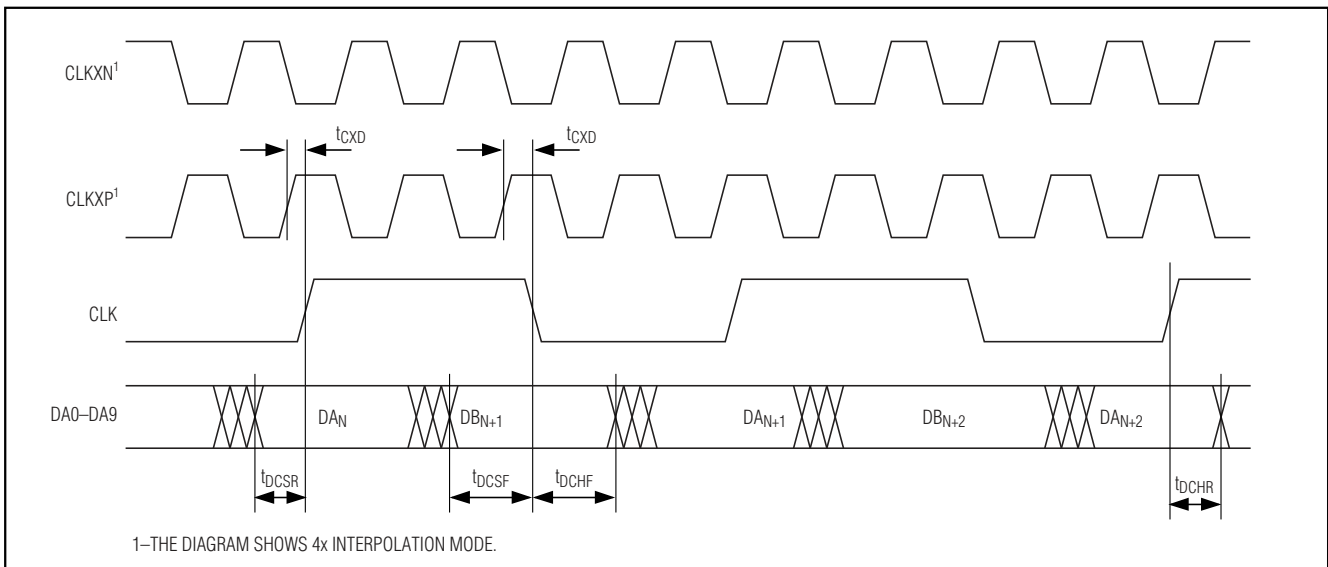 CLKXN¹
tCXD tCXD
CLKXP¹
CLK
DA0–DA9 DAN DBN+1 DAN+1 DBN+2 DAN+2
tDCSR tDCSF tDCHF tDCHR
1–THE DIAGRAM SHOWS 4x INTERPOLATION MODE.